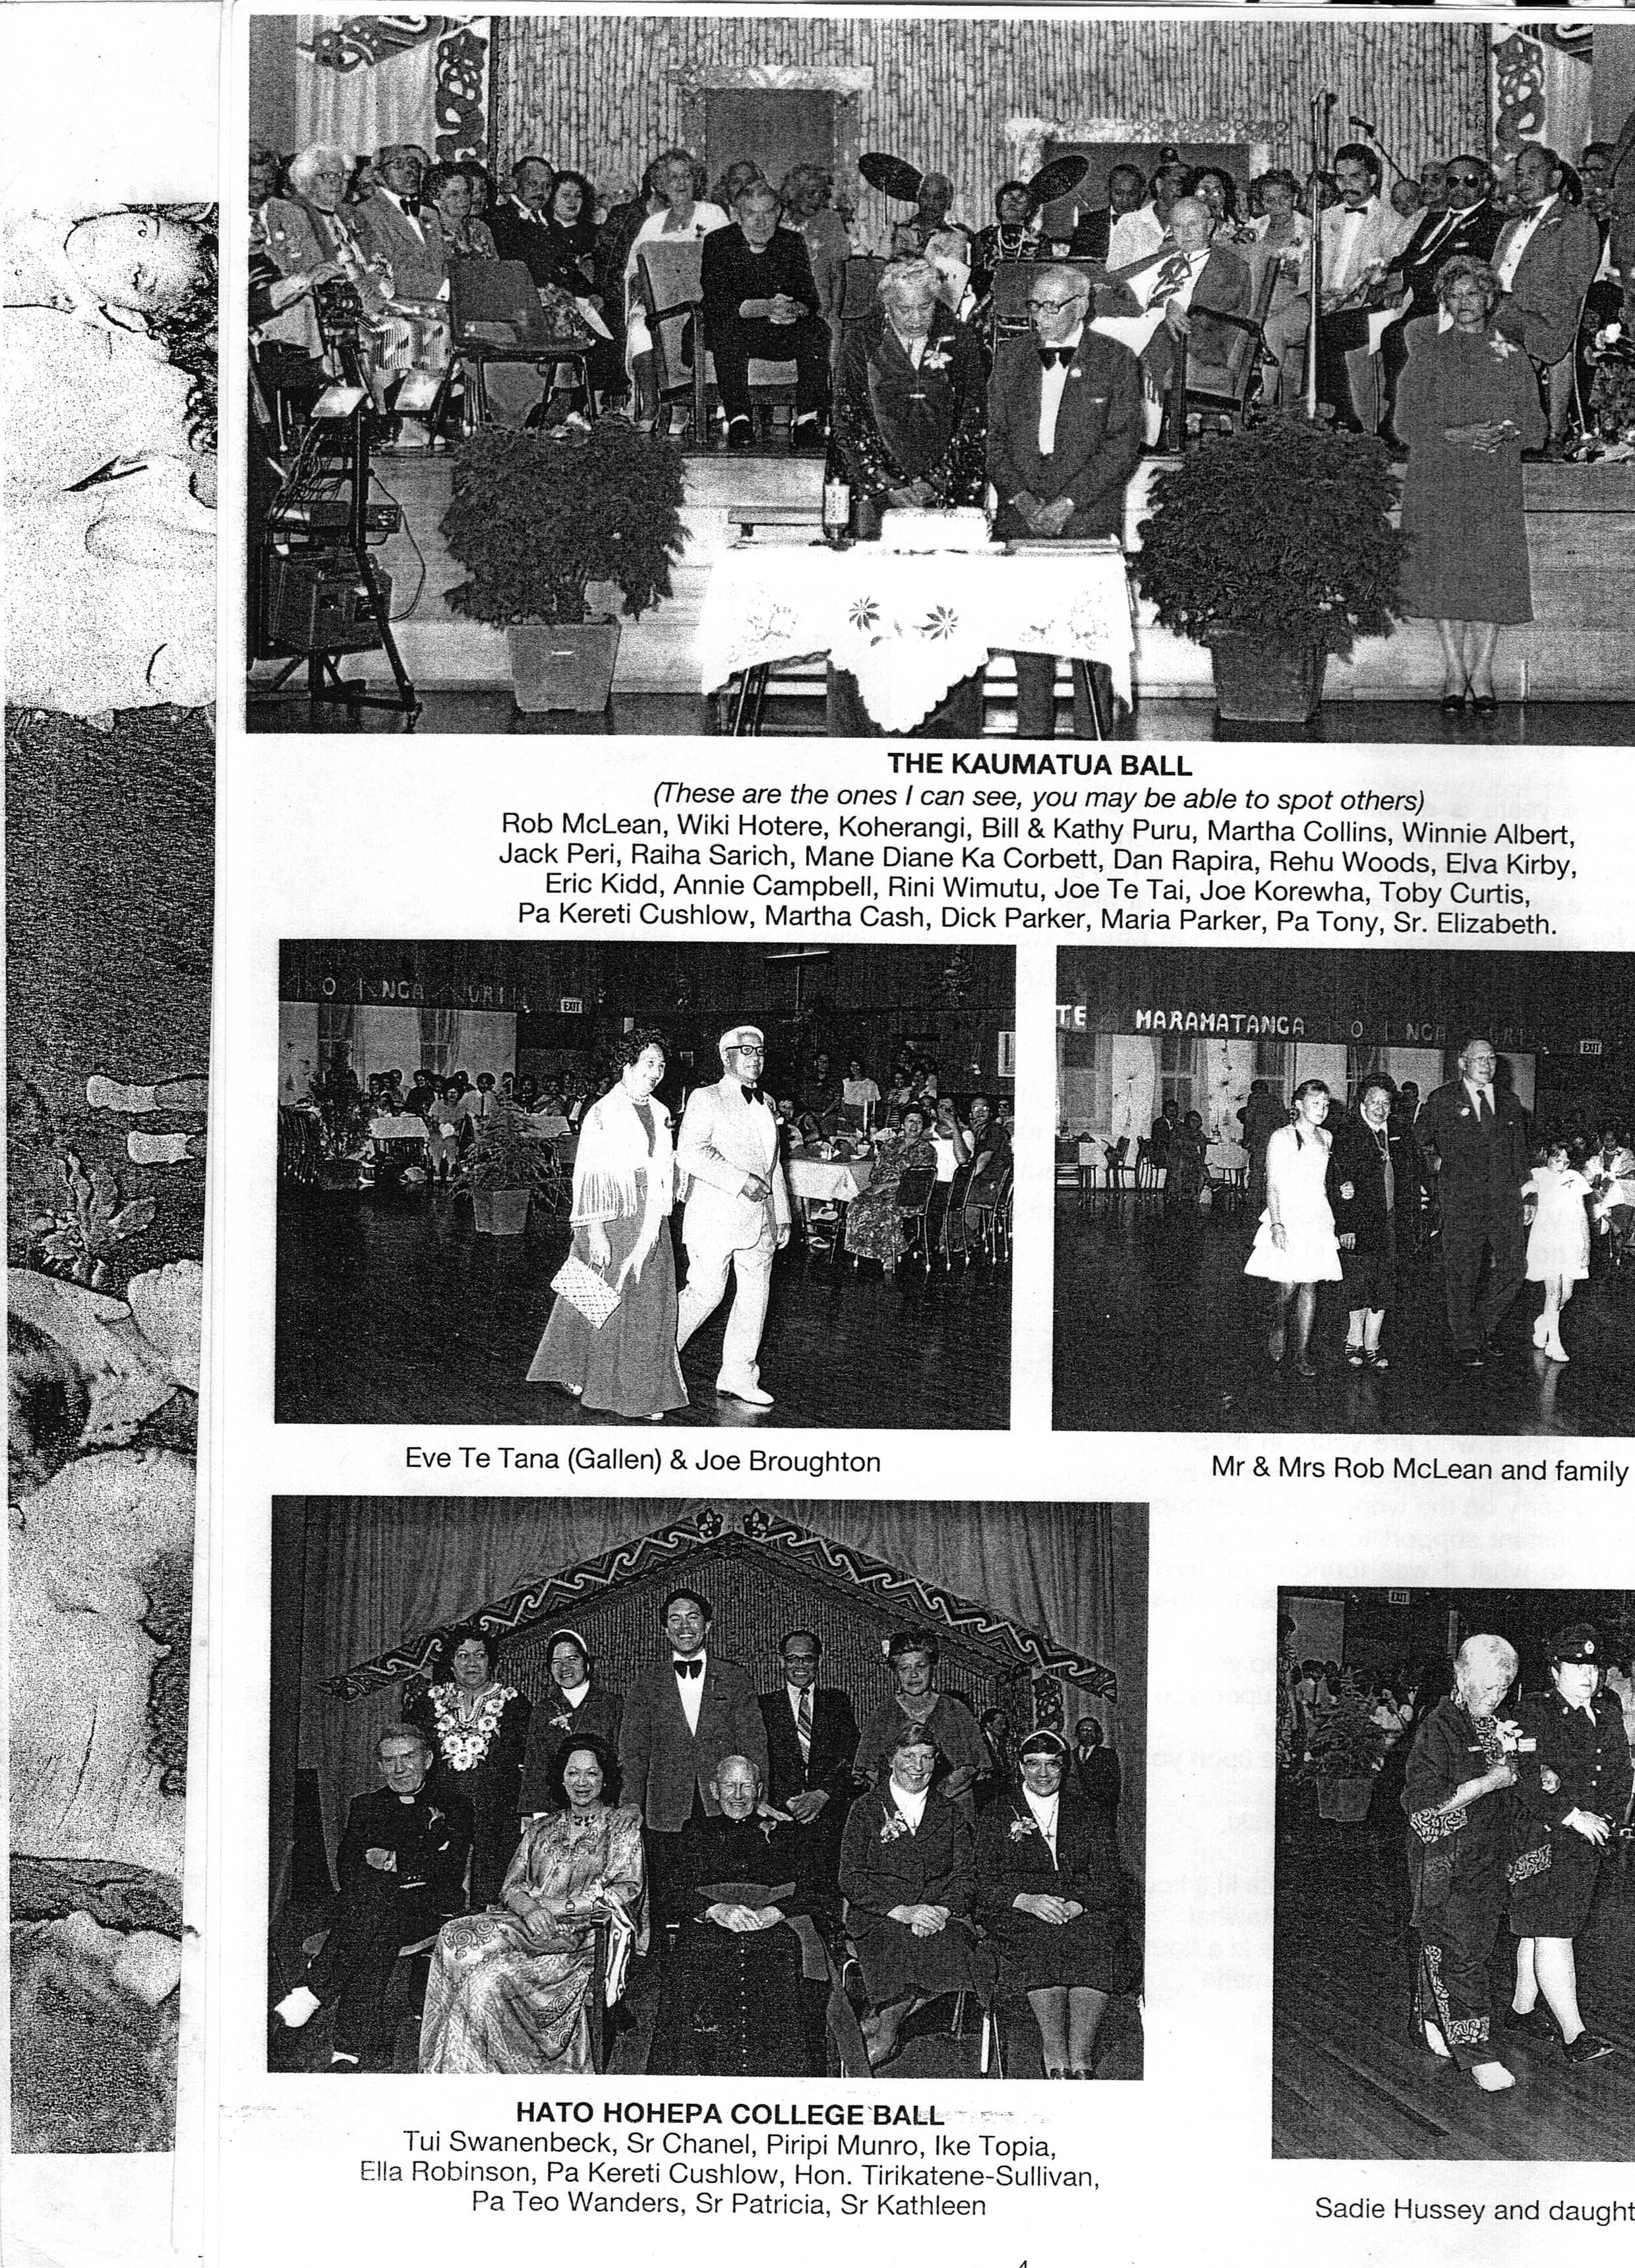 THE KAUMATUA BALL
(These are the ones I can see, you may be able to spot others)
Rob McLean, Wiki Hotere, Koherangi, Bill & Kathy Puru, Martha Collins, Winnie Albert,
Jack Peri, Raiha Sarich, Mane Diane Ka Corbett, Dan Rapira, Rehu Woods, Elva Kirby,
Eric Kidd, Annie Campbell, Rini Wimutu, Joe Te Tai, Joe Korewha, Toby Curtis,
Pa Kereti Cushlow, Martha Cash, Dick Parker, Maria Parker, Pa Tony, Sr. Elizabeth.
EXIT
TE MARAMATANGA
EXIT
Eve Te Tana (Gallen) & Joe Broughton
Mr & Mrs Rob McLean and family
EXIT
HATO HOHEPA COLLEGE BALL
Tui Swanenbeck, Sr Chanel, Piripi Munro, Ike Topia,
Ella Robinson, Pa Kereti Cushlow, Hon. Tirikatene-Sullivan,
Pa Teo Wanders, Sr Patricia, Sr Kathleen
Sadie Hussey and daught